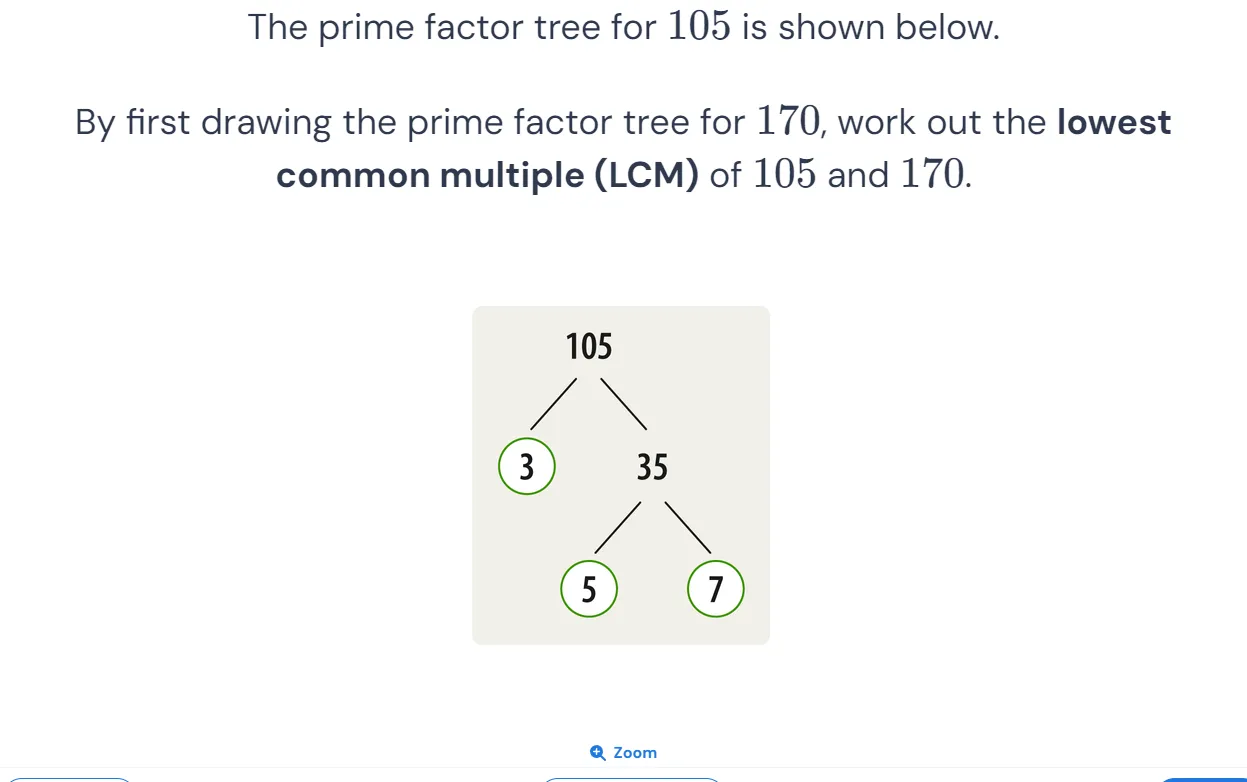 The prime factor tree for 105 is shown below.
By first drawing the prime factor tree for 170, work out the lowest
common multiple (LCM) of 105 and 170.
105
3 35
5 7
Zoom